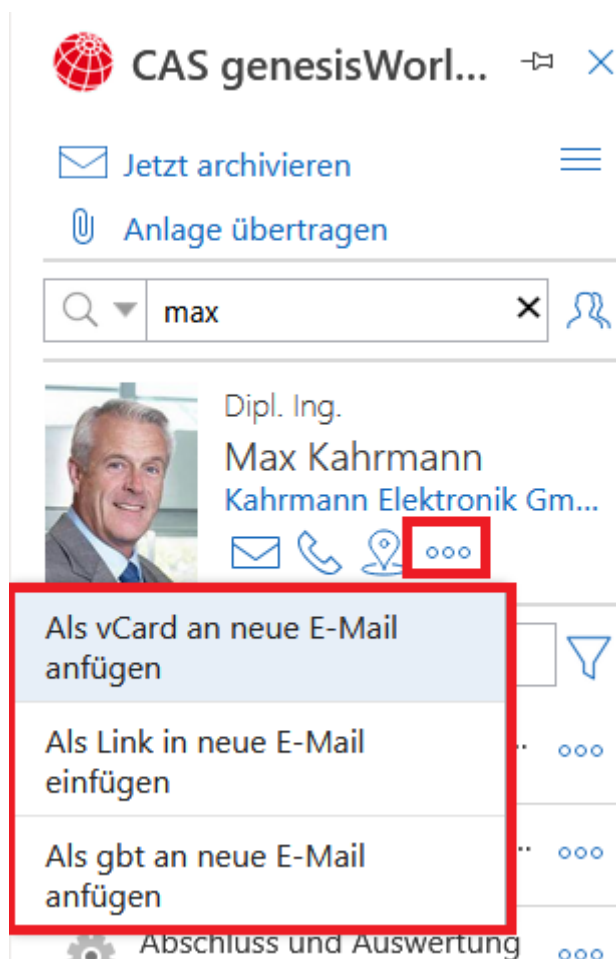 CAS genesisWorl...
Jetzt archivieren
Anlage übertragen
max
Dipl. Ing.
Max Kahrmann
Kahrmann Elektronik Gm...
Als vCard an neue E-Mail
anfügen
Als Link in neue E-Mail
einfügen
Als gbt an neue E-Mail
anfügen
Abschluss und Auswertung